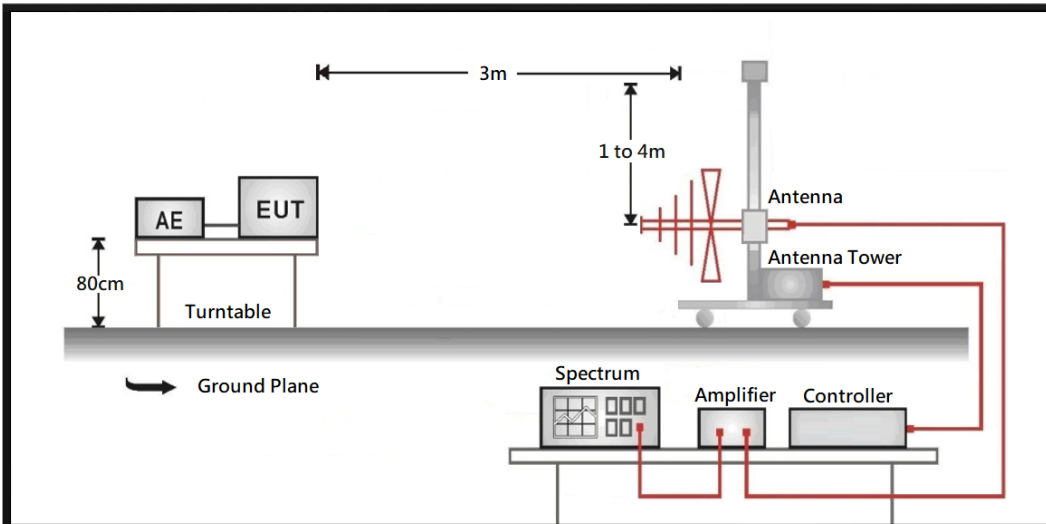 3m
1 to 4m
AE
EUT
Antenna
80cm
Antenna Tower
Turntable
Ground Plane
Spectrum
Amplifier
Controller